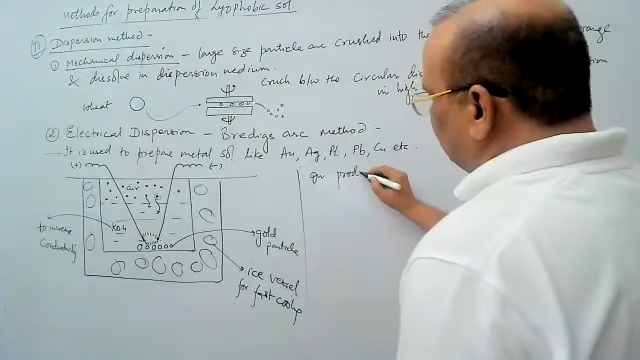 Methods for preparation of Lyophobic sol.
(I) Dispersion method -
① Mechanical dispersion - large size particle are crushed into the
& dissolve in dispersion medium.
Cruch b/w the Circular dis
in high
wheat
② Electrical Dispersion - Bredigs arc method -
→ It is used to prepare metal sol like Au, Ag, Pt, Pb, Cu etc.
(+) (-)
KOH
to increase
Conductivity
gold
particle
ice vessel
for fast cooling
prod